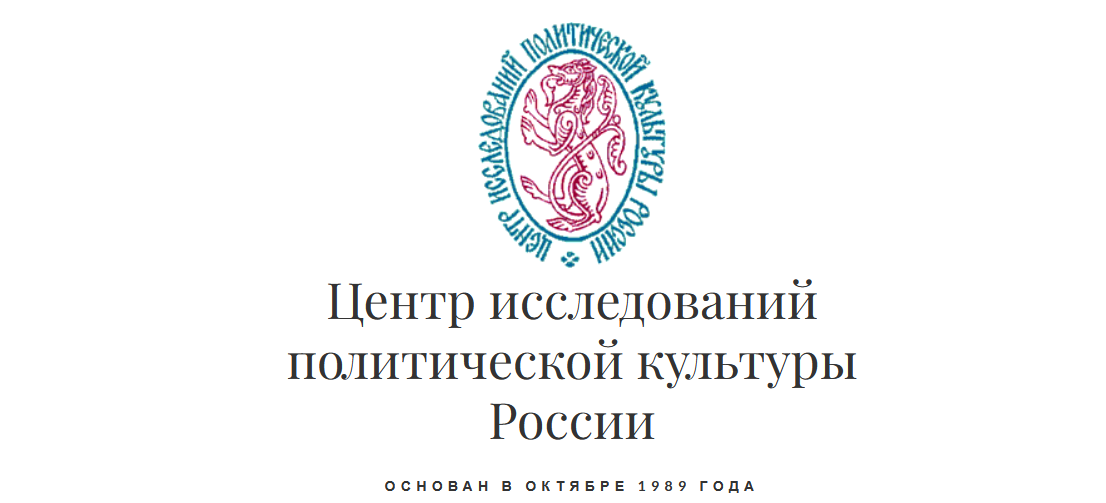 ЦЕНТР ИССЛЕДОВАНИЙ ПОЛИТИЧЕСКОЙ КУЛЬТУРЫ РОССИИ
Центр исследований
политической культуры
России
ОСНОВАН В ОКТЯБРЕ 1989 ГОДА